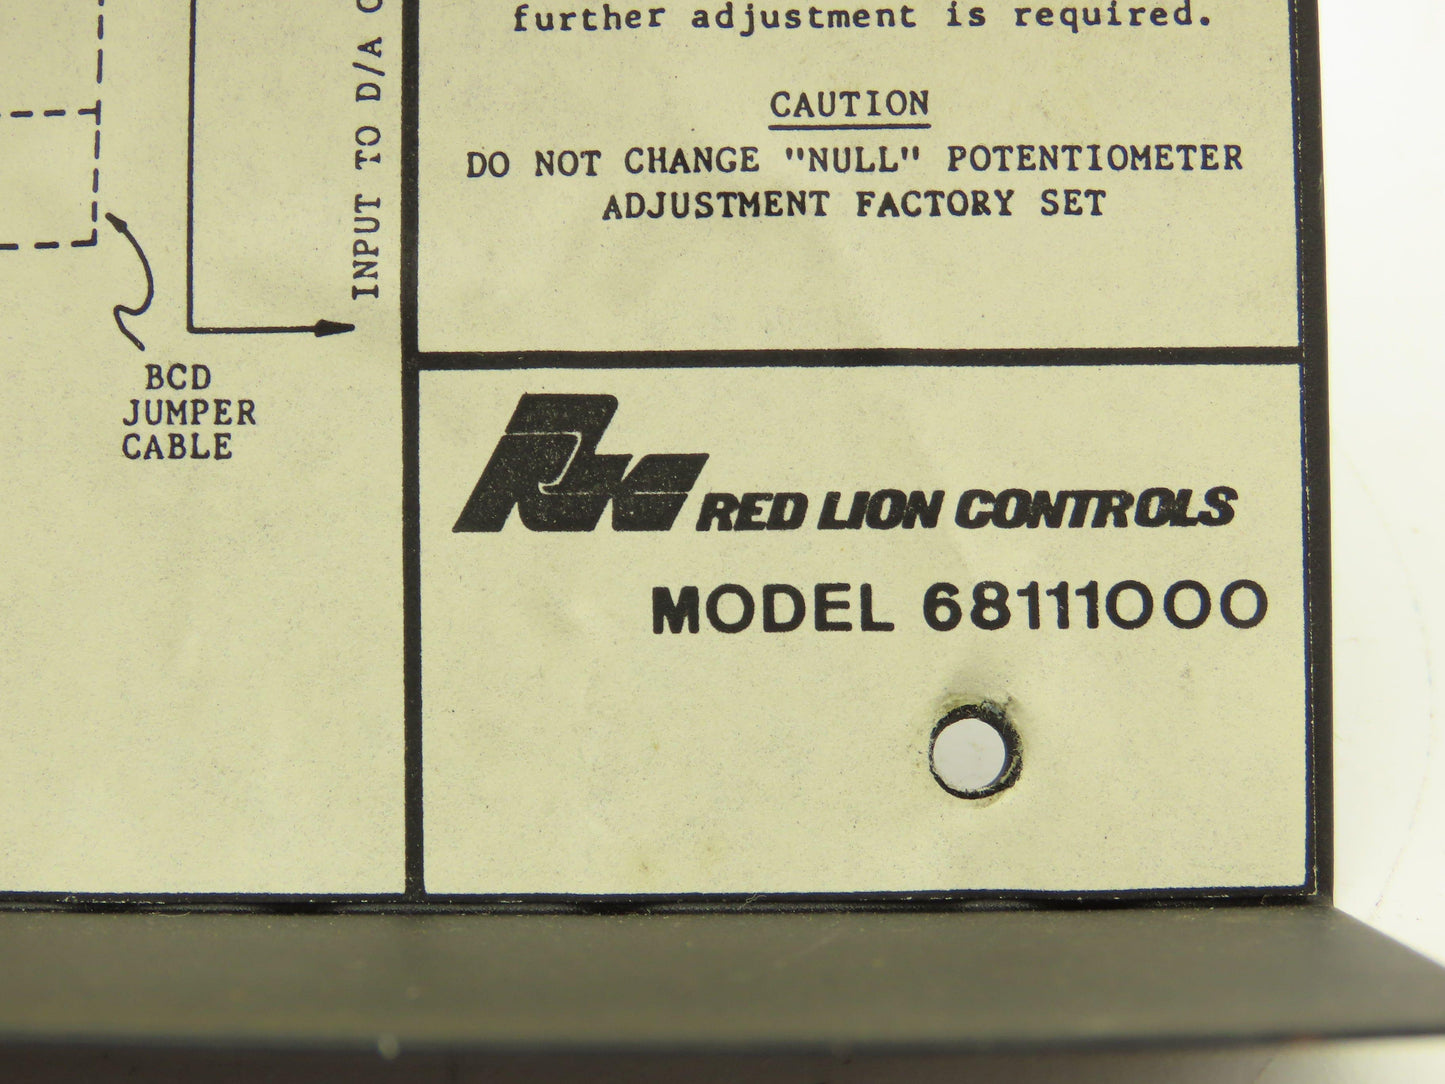 further adjustment is required.
CAUTION
DO NOT CHANGE "NULL" POTENTIOMETER
ADJUSTMENT FACTORY SET
INPUT TO D/A
BCD
JUMPER
CABLE
RED LION CONTROLS
MODEL 68111000